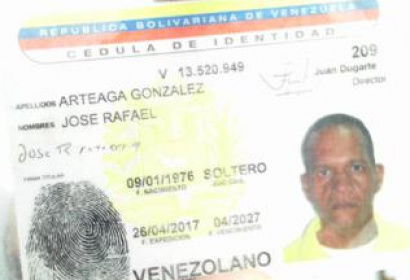 REPUBLICA BOLIVARIANA DE VENEZUELA
CEDULA DE IDENTIDAD
V 13.520.949
209
Juan Dugarte
Director
APELLIDOS ARTEAGA GONZALEZ
NOMBRES JOSE RAFAEL
Jose R
FIRMA TITULAR
09/01/1976 SOLTERO
F. NACIMIENTO EDO. CIVIL
26/04/2017 04/2027
F. EXPEDICION F. VENCIMIENTO
VENEZOLANO